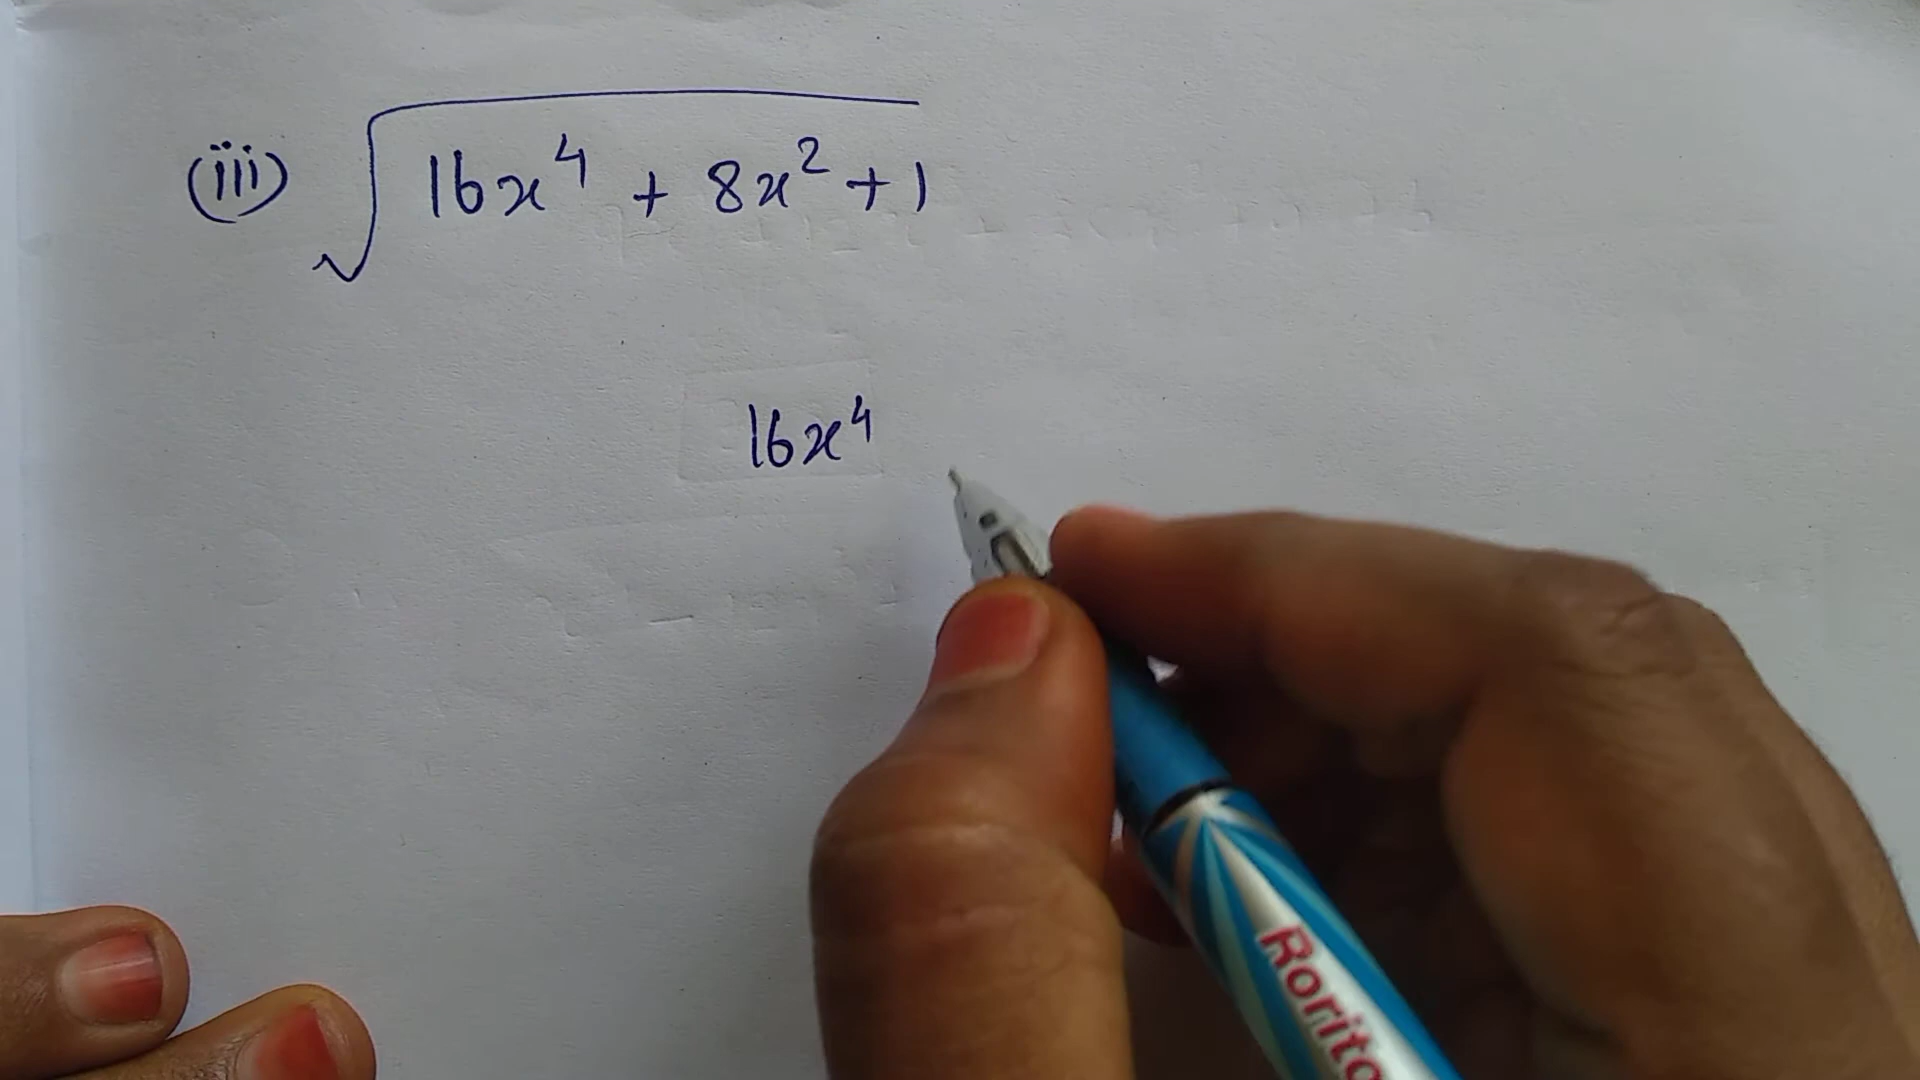 (iii) √16x⁴ + 8x² + 1
16x⁴
Rorito